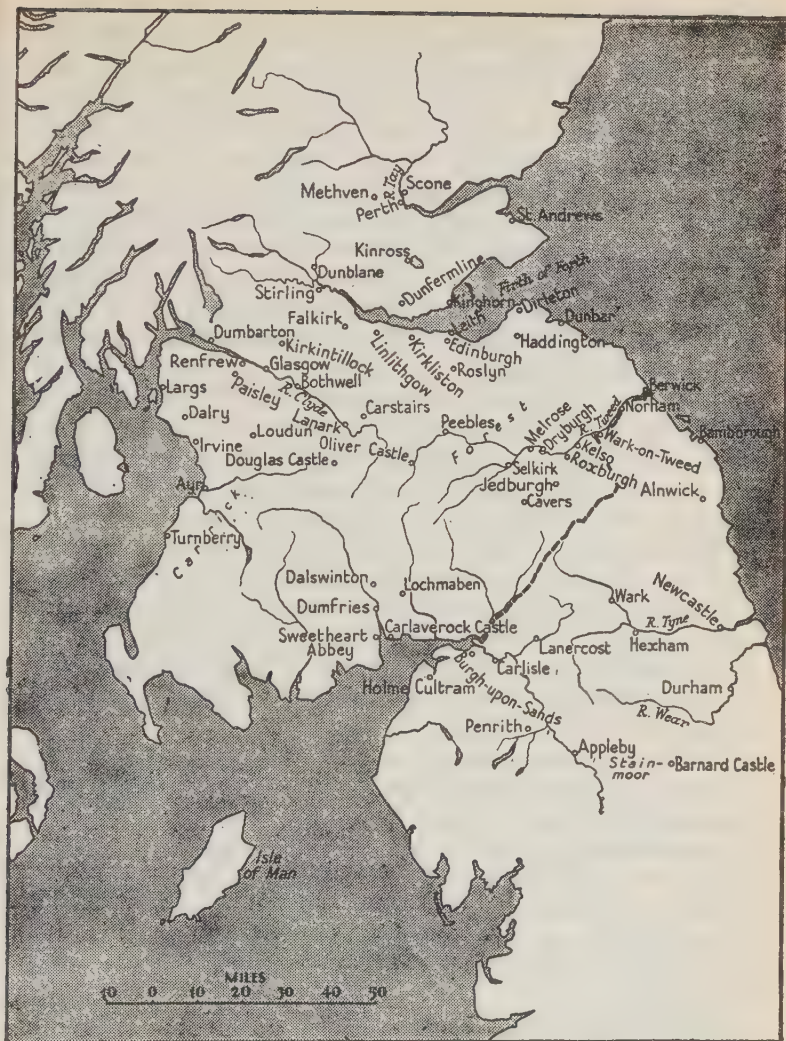 Scone
Methven
R. Tay
Perth
St. Andrews
Kinross
Dunblane
Dunfermline
Firth of Forth
Stirling
Kinghorn
Dirleton
Leith
Dunbar
Falkirk
Dumbarton
Kirkintillock
Linlithgow
Kirkliston
Edinburgh
Haddington
Renfrew
Glasgow
Roslyn
Paisley
Bothwell
Largs
R. Clyde
Berwick
Dalry
Lanark
Carstairs
Norham
Peebles
Forest
Melrose
Dryburgh
R. Tweed
Bamborough
Loudun
Irvine
Oliver Castle
Kelso
Wark-on-Tweed
Douglas Castle
Selkirk
Roxburgh
Ayr
Jedburgh
Alnwick
Cavers
Carrick
Turnberry
Dalswinton
Lochmaben
Wark
Newcastle
Dumfries
R. Tyne
Sweetheart
Abbey
Carlaverock Castle
Lanercost
Hexham
Carlisle
Holme Cultram
Burgh-upon-Sands
Durham
R. Wear
Penrith
Appleby
Stain-
moor
Barnard Castle
Isle
of Man
MILES
10 0 10 20 30 40 50